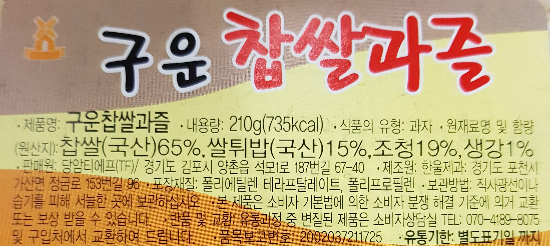 구운 찹쌀과즐
· 제품명: 구운찹쌀과즐 · 내용량: 210g(735kcal) · 식품의 유형: 과자 · 원재료명 및 함량
(원산지): 찹쌀(국산)65%, 쌀튀밥(국산)15%, 조청19%, 생강1%
· 판매원: 담암티에프(TF)/ 경기도 김포시 양촌읍 석모1로 187번길 67-40 · 제조원: 한울제과: 경기도 포천시
가산면 정금로 153번길 96 · 포장재질: 폴리에틸렌 테라프탈레이트, 폴리프로필렌 · 보관방법: 직사광선이나
습기를 피해 서늘한 곳에 보관하십시오 · 본 제품은 소비자 기본법에 의한 소비자 분쟁 해결 기준에 의거 교환
또는 보상 받을 수 있습니다 · 반품 및 교환: 유통과정 중 변질된 제품은 소비자상담실 TEL: 070-4189-8075
및 구입처에서 교환하여 드립니다. · 품목보고번호: 2002037211725 · 유통기한: 별도표기일 까지